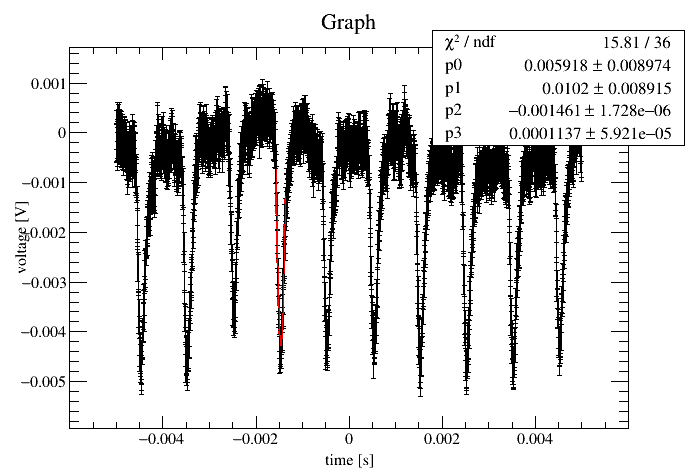 Graph
χ² / ndf 15.81 / 36
p0 0.005918 ± 0.008974
p1 0.0102 ± 0.008915
p2 −0.001461 ± 1.728e−06
p3 0.0001137 ± 5.921e−05
0.001
0
−0.001
−0.002
−0.003
−0.004
−0.005
voltage [V]
−0.004 −0.002 0 0.002 0.004
time [s]